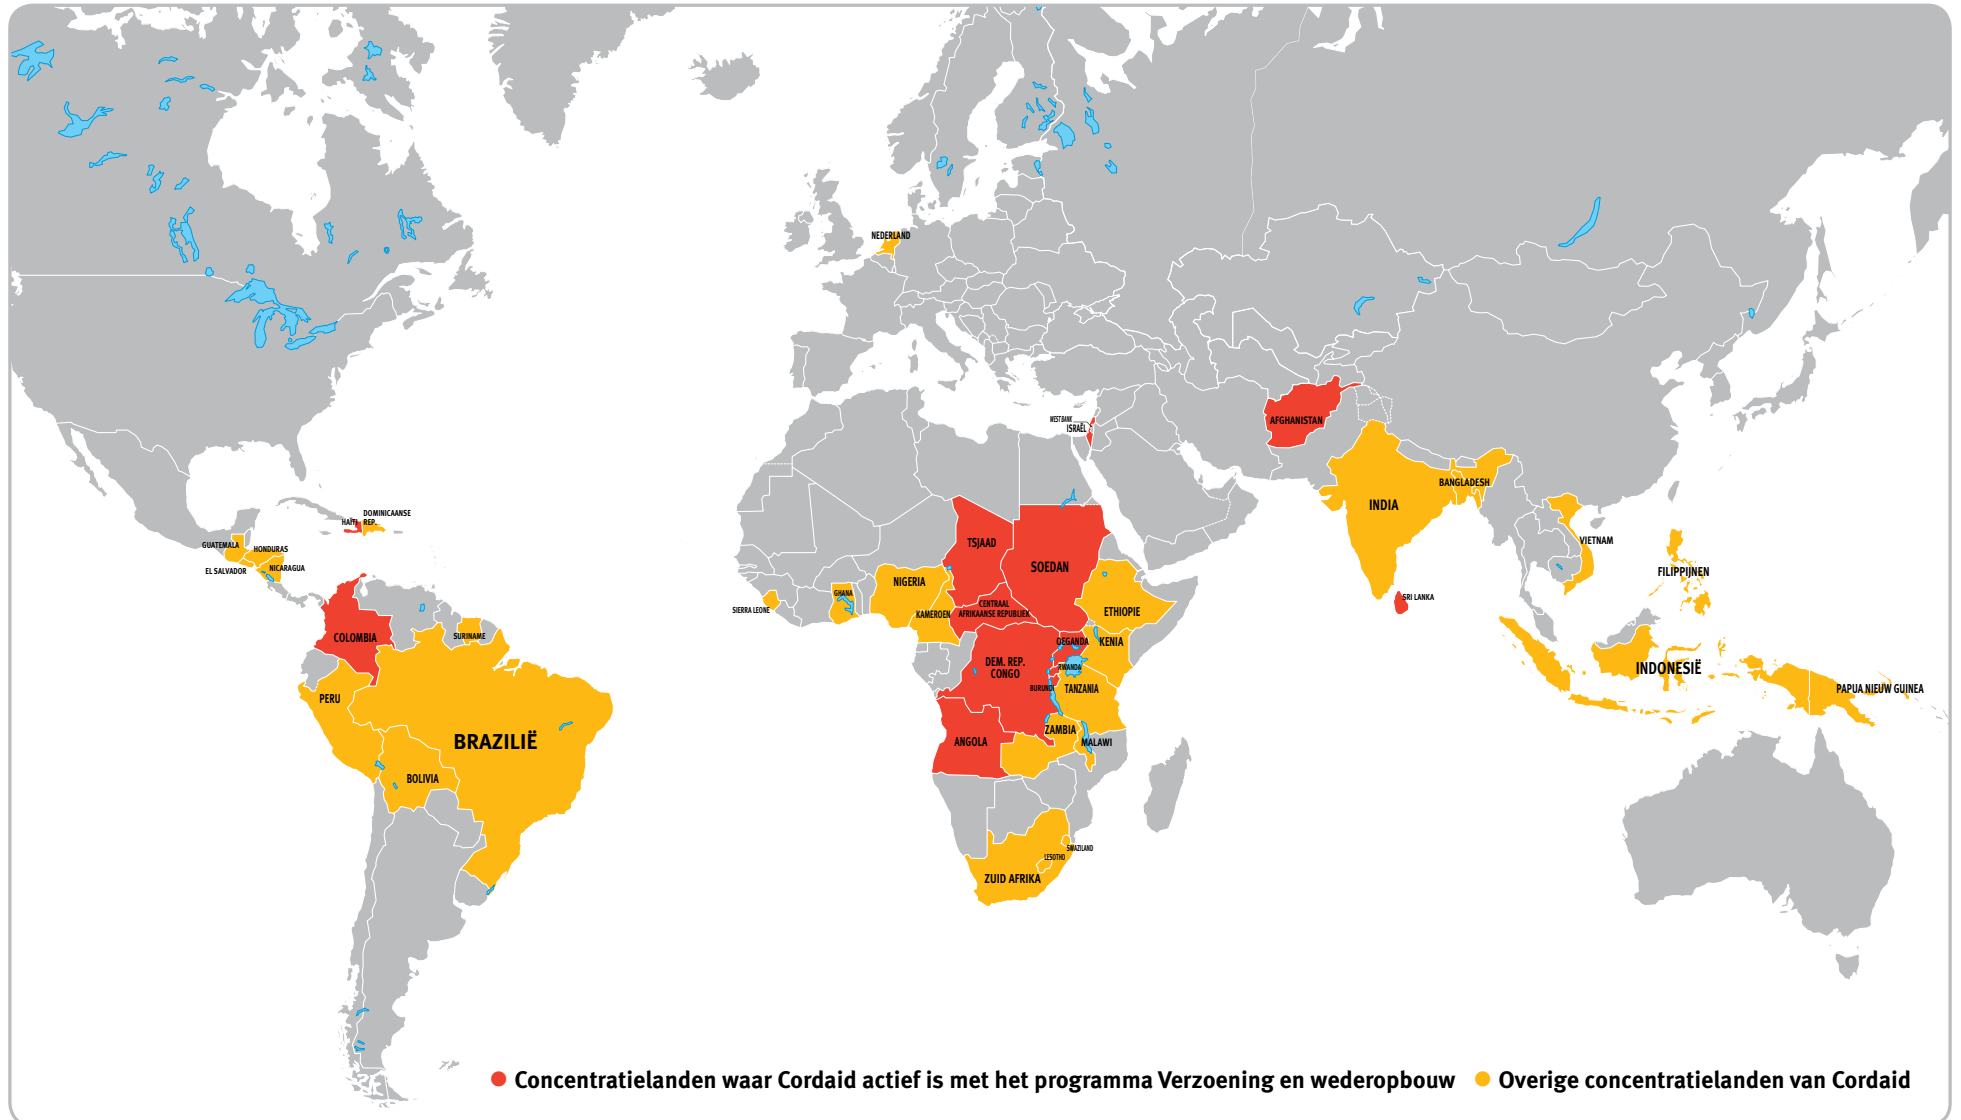 NEDERLAND
WESTBANK
ISRAËL
AFGHANISTAN
BANGLADESH
INDIA
VIETNAM
FILIPPIJNEN
SRI LANKA
INDONESIË
PAPUA NIEUW GUINEA
DOMINICAANSE
HAÏTI REP.
GUATEMALA
HONDURAS
EL SALVADOR
NICARAGUA
COLOMBIA
SURINAME
PERU
BRAZILIË
BOLIVIA
TSJAAD
SOEDAN
NIGERIA
GHANA
SIERRA LEONE
KAMEROEN
CENTRAAL
AFRIKAANSE REPUBLIEK
ETHIOPIE
OEGANDA
KENIA
DEM. REP.
CONGO
RWANDA
BURUNDI
TANZANIA
ZAMBIA
ANGOLA
MALAWI
SWAZILAND
LESOTHO
ZUID AFRIKA
Concentratielanden waar Cordaid actief is met het programma Verzoening en wederopbouw
Overige concentratielanden van Cordaid